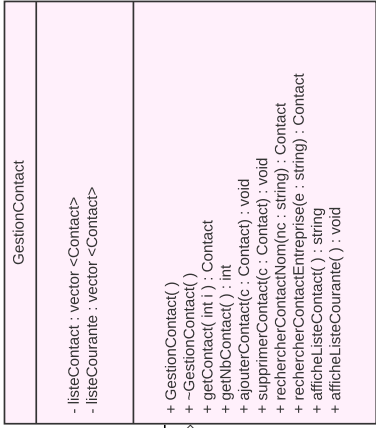 GestionContact
- listeContact : vector <Contact>
- listeCourante : vector <Contact>
+ GestionContact( )
+ ~GestionContact( )
+ getContact( int i ) : Contact
+ getNbContact( ) : int
+ ajouterContact(c : Contact) : void
+ supprimerContact(c : Contact) : void
+ rechercherContactNom(nc : string) : Contact
+ rechercherContactEntreprise(e : string) : Contact
+ afficheListeContact( ) : string
+ afficheListeCourante( ) : void